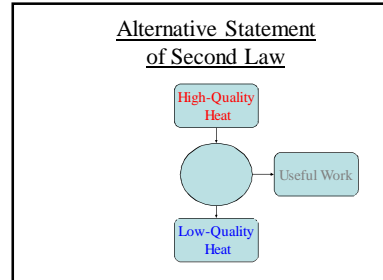 Alternative Statement
of Second Law
High-Quality
Heat
Useful Work
Low-Quality
Heat